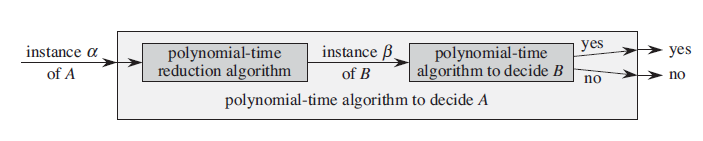 instance α
of A
polynomial-time
reduction algorithm
instance β
of B
polynomial-time
algorithm to decide B
yes
no
yes
no
polynomial-time algorithm to decide A